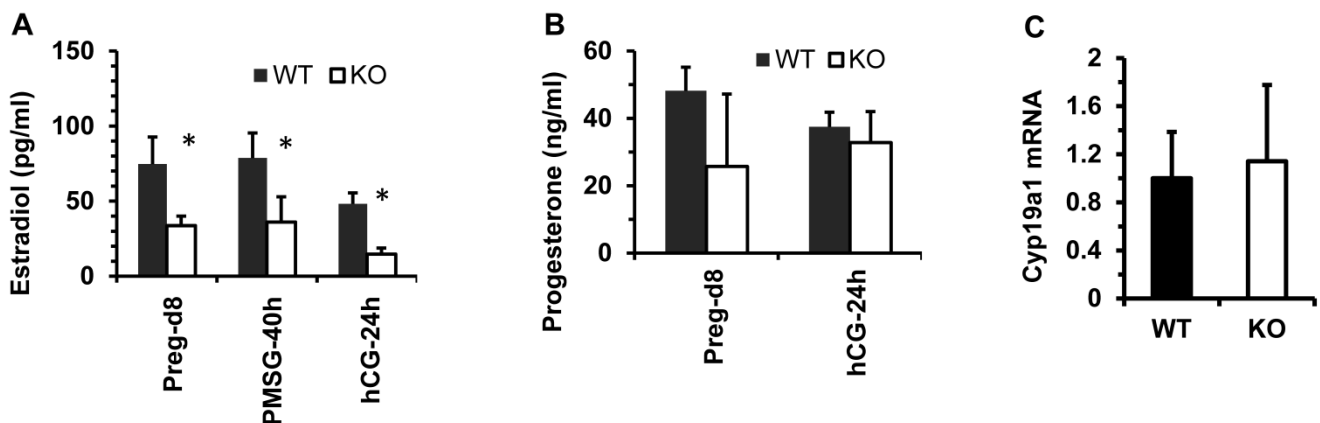 A
Estradiol (pg/ml)
150
100
50
0
WT KO
*
*
*
Preg-d8
PMSG-40h
hCG-24h
B
Progesterone (ng/ml)
60
40
20
0
WT KO
Preg-d8
hCG-24h
C
Cyp19a1 mRNA
2
1.6
1.2
0.8
0.4
0
WT
KO